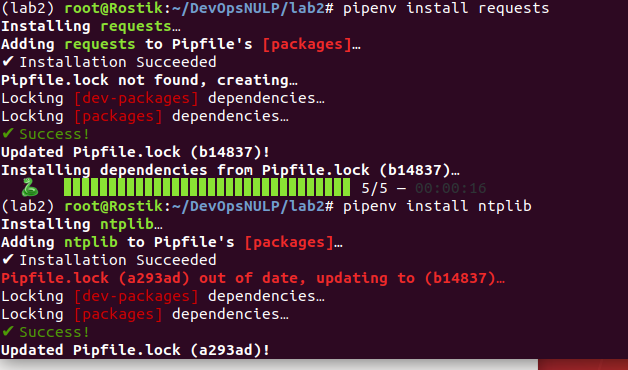 (lab2) root@Rostik:~/DevOpsNULP/lab2# pipenv install requests
Installing requests…
Adding requests to Pipfile's [packages]…
✔ Installation Succeeded
Pipfile.lock not found, creating…
Locking [dev-packages] dependencies…
Locking [packages] dependencies…
✔ Success!
Updated Pipfile.lock (b14837)!
Installing dependencies from Pipfile.lock (b14837)…
5/5 — 00:00:16
(lab2) root@Rostik:~/DevOpsNULP/lab2# pipenv install ntplib
Installing ntplib…
Adding ntplib to Pipfile's [packages]…
✔ Installation Succeeded
Pipfile.lock (a293ad) out of date, updating to (b14837)…
Locking [dev-packages] dependencies…
Locking [packages] dependencies…
✔ Success!
Updated Pipfile.lock (a293ad)!